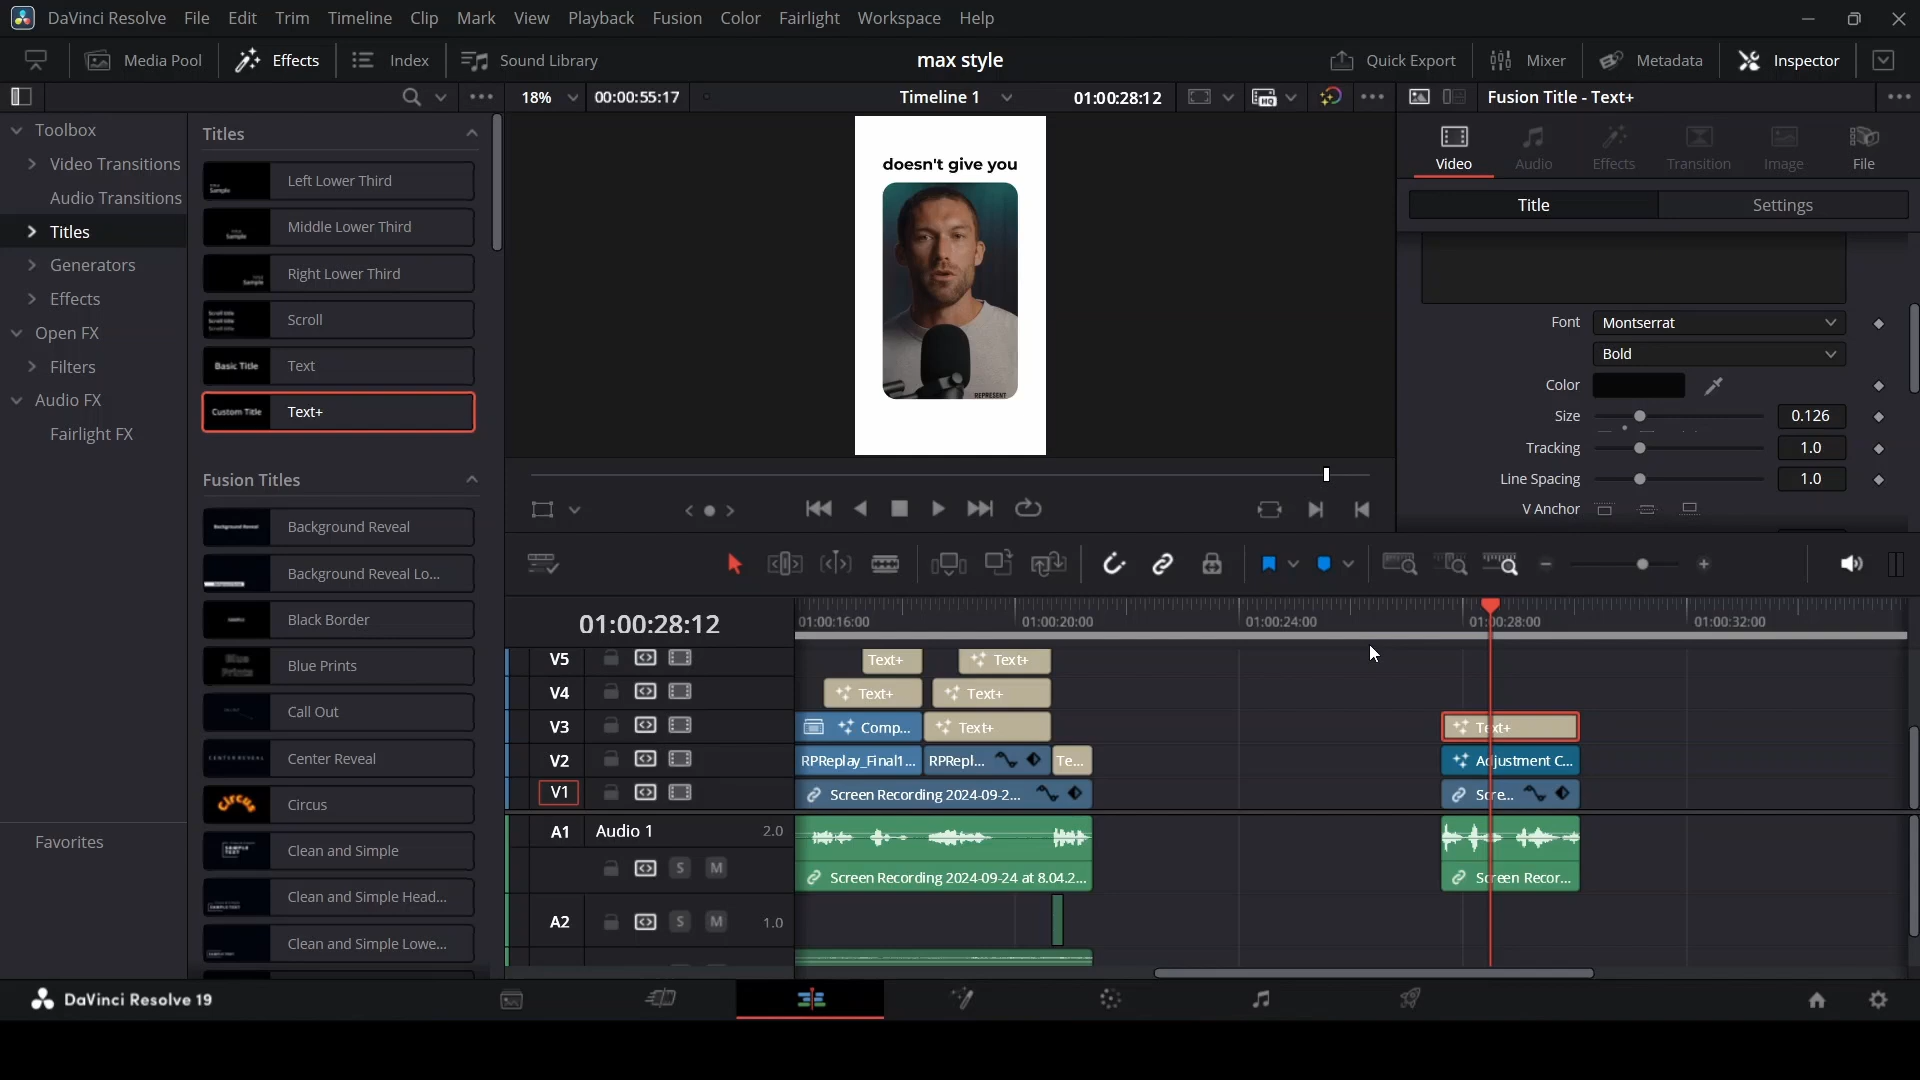 DaVinci Resolve File Edit Trim Timeline Clip Mark View Playback Fusion Color Fairlight Workspace Help
Media Pool Effects Index Sound Library max style Quick Export Mixer Metadata Inspector
18% 00:00:55:17 Timeline 1 01:00:28:12 Fusion Title - Text+
Toolbox
Video Transitions
Audio Transitions
Titles
Generators
Effects
Open FX
Filters
Audio FX
Fairlight FX
Favorites
Titles
Left Lower Third
Middle Lower Third
Right Lower Third
Scroll
Basic Title Text
Custom Title Text+
Fusion Titles
Background Reveal
Background Reveal Lo...
Black Border
Blue Prints Blue Prints
Call Out
CENTER REVEAL Center Reveal
CIRCUS Circus
Clean and Simple
Clean and Simple Head...
Clean and Simple Lowe...
doesn't give you
REPRESENT
Video Audio Effects Transition Image File
Title Settings
Font Montserrat
Bold
Color
Size 0.126
Tracking 1.0
Line Spacing 1.0
V Anchor
01:00:28:12 01:00:16:00 01:00:20:00 01:00:24:00 01:00:28:00 01:00:32:00
V5 Text+ Text+
V4 Text+ Text+
V3 Comp... Text+ Text+
V2 RPReplay_Final1... RPRepl... Te... Adjustment C...
V1 Screen Recording 2024-09-2... Scre...
A1 Audio 1 2.0
S M Screen Recording 2024-09-24 at 8.04.2... Screen Recor...
A2 S M 1.0
DaVinci Resolve 19